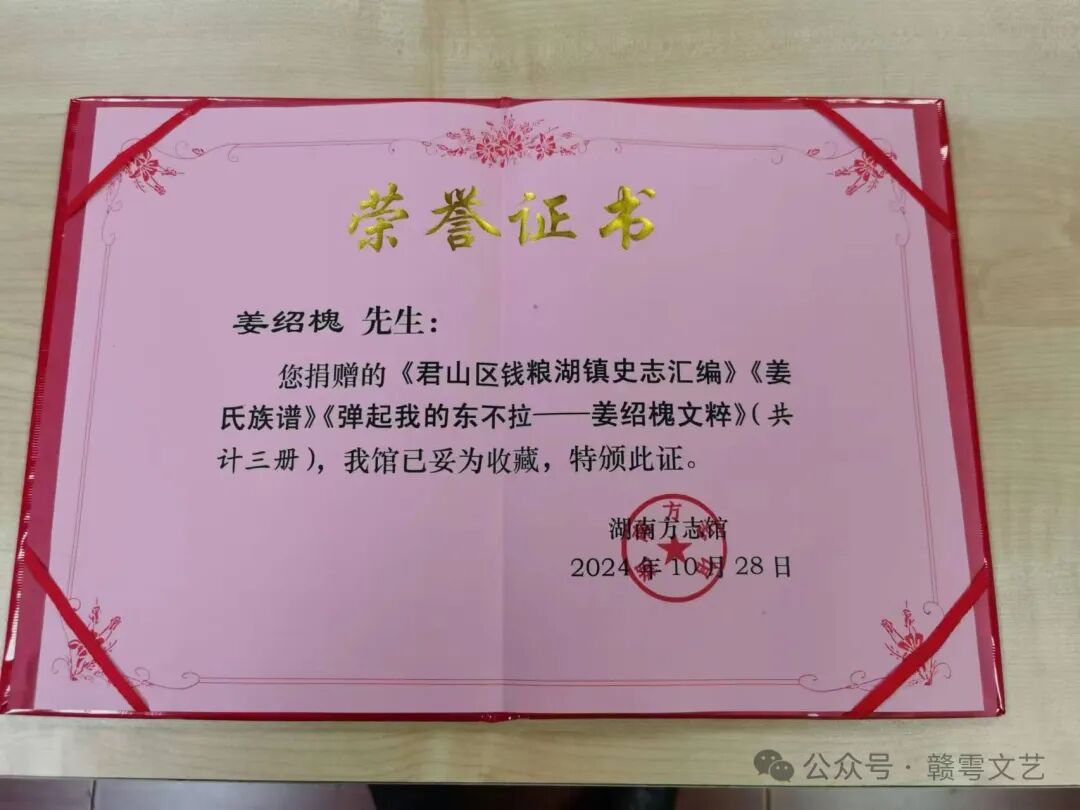 荣誉证书
姜绍槐 先生：
您捐赠的《君山区钱粮湖镇史志汇编》《姜
氏族谱》《弹起我的东不拉——姜绍槐文粹》（共
计三册），我馆已妥为收藏，特颁此证。
湖南方志馆
2024年10月28日
公众号·赣雩文艺